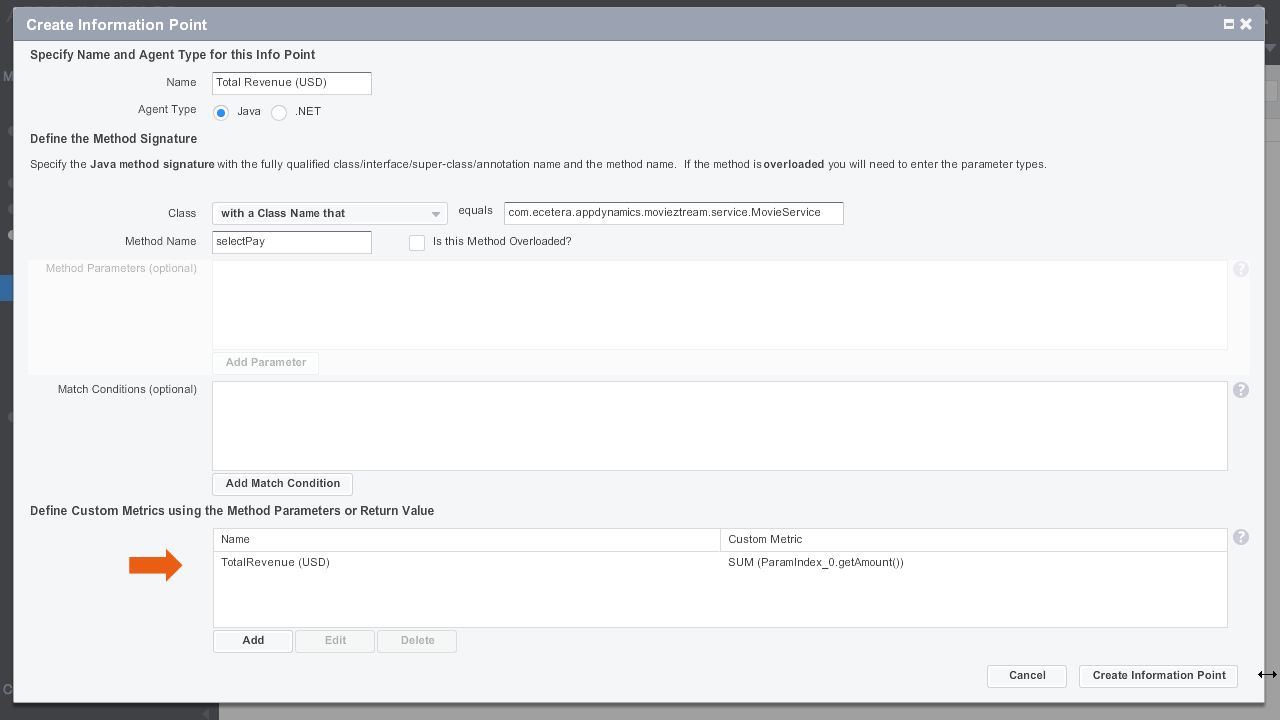 Create Information Point
Specify Name and Agent Type for this Info Point
Name Total Revenue (USD)
Agent Type Java .NET
Define the Method Signature
Specify the Java method signature with the fully qualified class/interface/super-class/annotation name and the method name. If the method is overloaded you will need to enter the parameter types.
Class with a Class Name that equals com.ecetera.appdynamics.movieztream.service.MovieService
Method Name selectPay Is this Method Overloaded?
Method Parameters (optional) ?
Add Parameter
Match Conditions (optional) ?
Add Match Condition
Define Custom Metrics using the Method Parameters or Return Value
Name Custom Metric ?
TotalRevenue (USD) SUM (ParamIndex_0.getAmount())
Add Edit Delete
Cancel Create Information Point